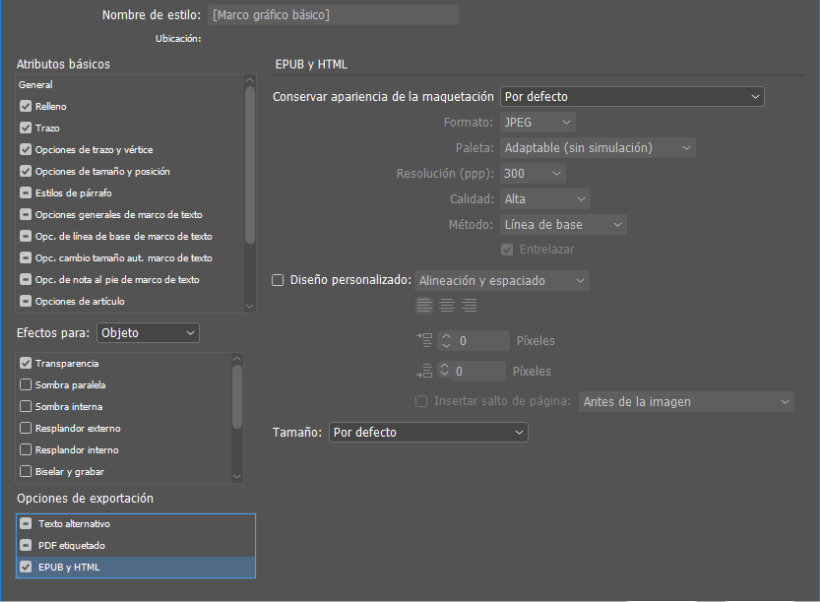 Nombre de estilo: [Marco gráfico básico]
Ubicación:
Atributos básicos
General
Relleno
Trazo
Opciones de trazo y vértice
Opciones de tamaño y posición
Estilos de párrafo
Opciones generales de marco de texto
Opc. de línea de base de marco de texto
Opc. cambio tamaño aut. marco de texto
Opc. de nota al pie de marco de texto
Opciones de artículo
Efectos para: Objeto
Transparencia
Sombra paralela
Sombra interna
Resplandor externo
Resplandor interno
Biselar y grabar
Opciones de exportación
Texto alternativo
PDF etiquetado
EPUB y HTML
EPUB y HTML
Conservar apariencia de la maquetación Por defecto
Formato: JPEG
Paleta: Adaptable (sin simulación)
Resolución (ppp): 300
Calidad: Alta
Método: Línea de base
Entrelazar
Diseño personalizado: Alineación y espaciado
0 Píxeles
0 Píxeles
Insertar salto de página: Antes de la imagen
Tamaño: Por defecto